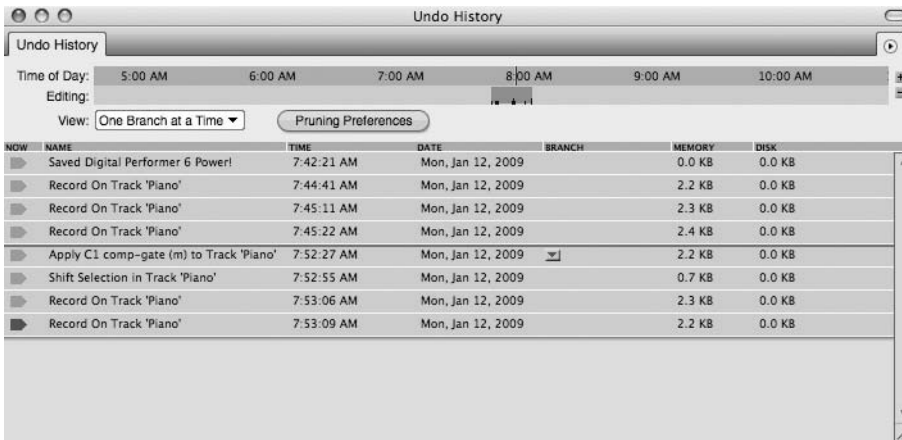 Undo History
Undo History
Time of Day: 5:00 AM 6:00 AM 7:00 AM 8:00 AM 9:00 AM 10:00 AM
Editing:
View: One Branch at a Time Pruning Preferences
NOW NAME TIME DATE BRANCH MEMORY DISK
Saved Digital Performer 6 Power! 7:42:21 AM Mon, Jan 12, 2009 0.0 KB 0.0 KB
Record On Track 'Piano' 7:44:41 AM Mon, Jan 12, 2009 2.2 KB 0.0 KB
Record On Track 'Piano' 7:45:11 AM Mon, Jan 12, 2009 2.3 KB 0.0 KB
Record On Track 'Piano' 7:45:22 AM Mon, Jan 12, 2009 2.4 KB 0.0 KB
Apply C1 comp-gate (m) to Track 'Piano' 7:52:27 AM Mon, Jan 12, 2009 2.2 KB 0.0 KB
Shift Selection in Track 'Piano' 7:52:55 AM Mon, Jan 12, 2009 0.7 KB 0.0 KB
Record On Track 'Piano' 7:53:06 AM Mon, Jan 12, 2009 2.3 KB 0.0 KB
Record On Track 'Piano' 7:53:09 AM Mon, Jan 12, 2009 2.2 KB 0.0 KB